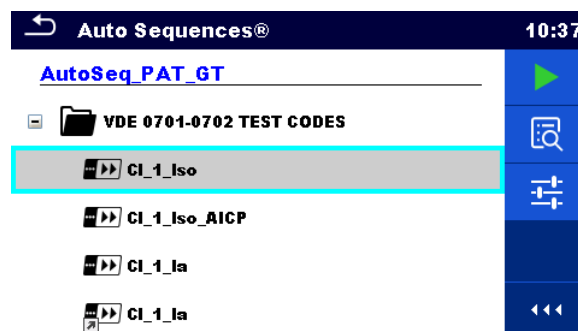 Auto Sequences®
10:37
AutoSeq_PAT_GT
VDE 0701-0702 TEST CODES
Cl_1_Iso
Cl_1_Iso_AICP
Cl_1_Ia
Cl_1_Ia